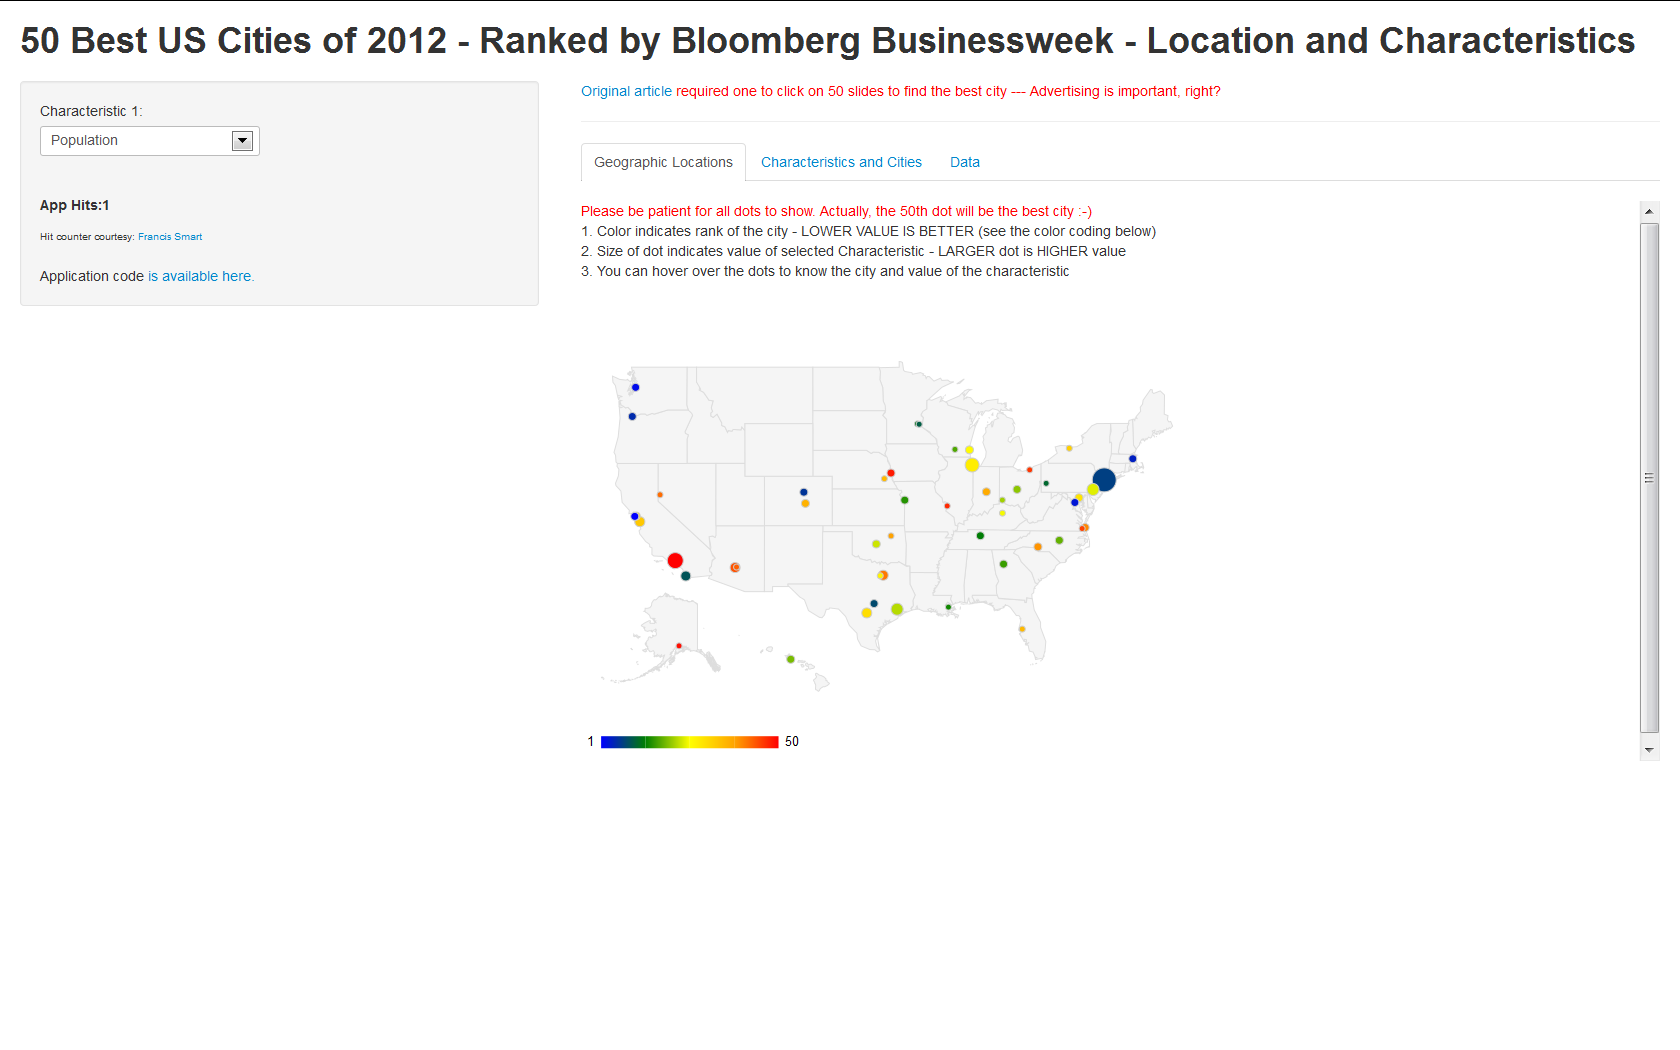 50 Best US Cities of 2012 - Ranked by Bloomberg Businessweek - Location and Characteristics
Characteristic 1:
Population
App Hits:1
Hit counter courtesy: Francis Smart
Application code is available here.
Original article required one to click on 50 slides to find the best city --- Advertising is important, right?
Geographic Locations
Characteristics and Cities
Data
Please be patient for all dots to show. Actually, the 50th dot will be the best city :-)
1. Color indicates rank of the city - LOWER VALUE IS BETTER (see the color coding below)
2. Size of dot indicates value of selected Characteristic - LARGER dot is HIGHER value
3. You can hover over the dots to know the city and value of the characteristic
1
50